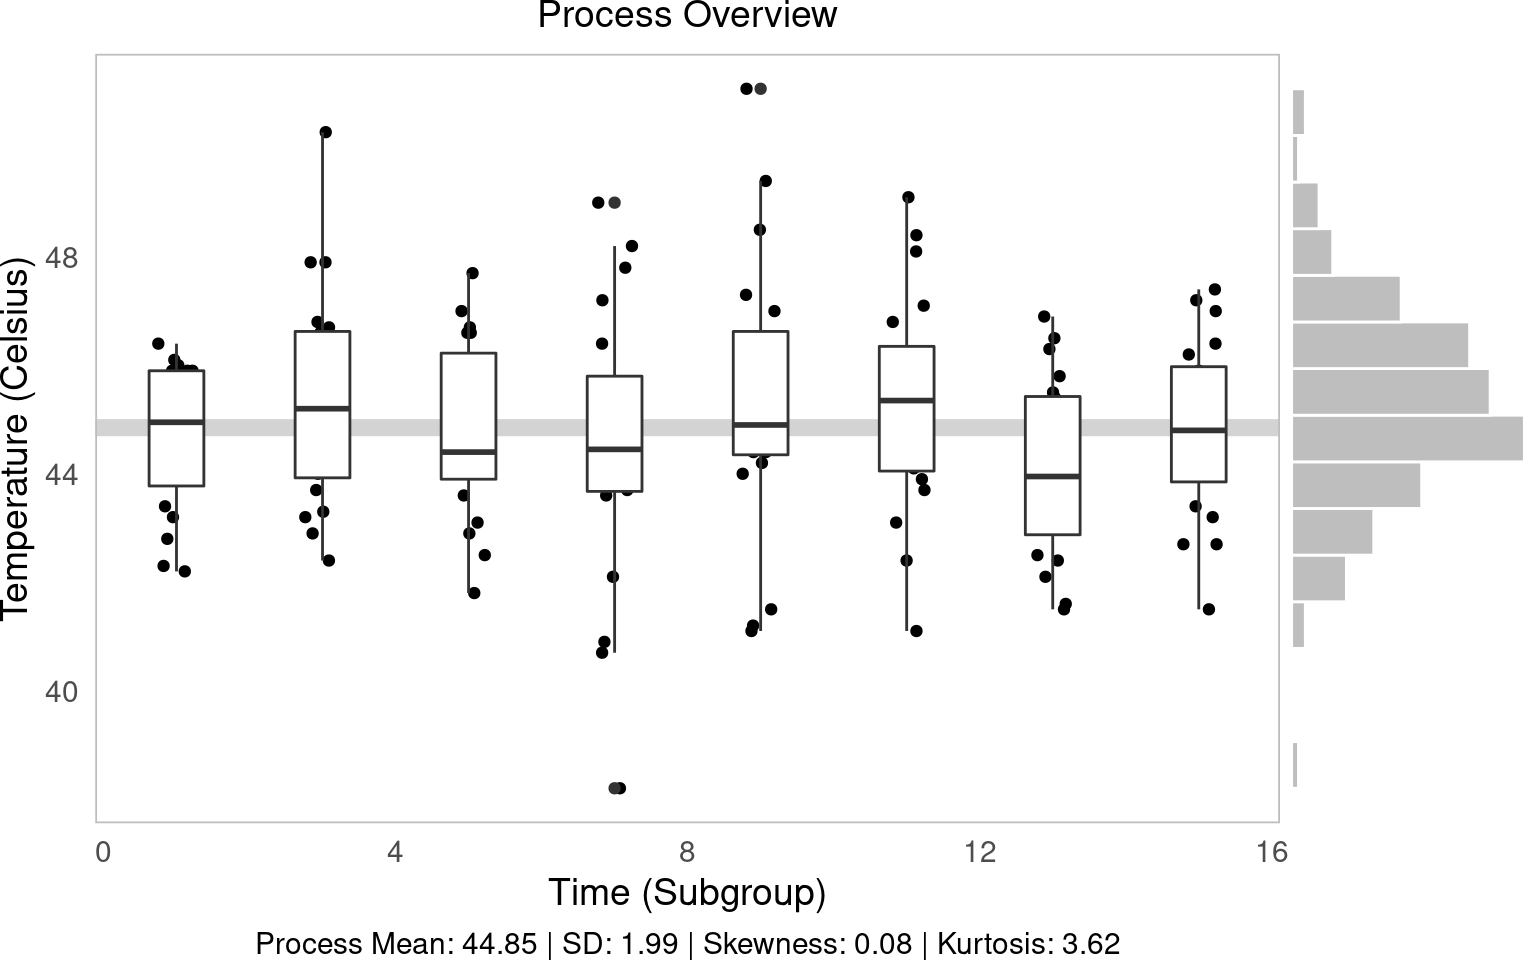 Process Overview
Temperature (Celsius)
48
44
40
0 4 8 12 16
Time (Subgroup)
Process Mean: 44.85 | SD: 1.99 | Skewness: 0.08 | Kurtosis: 3.62